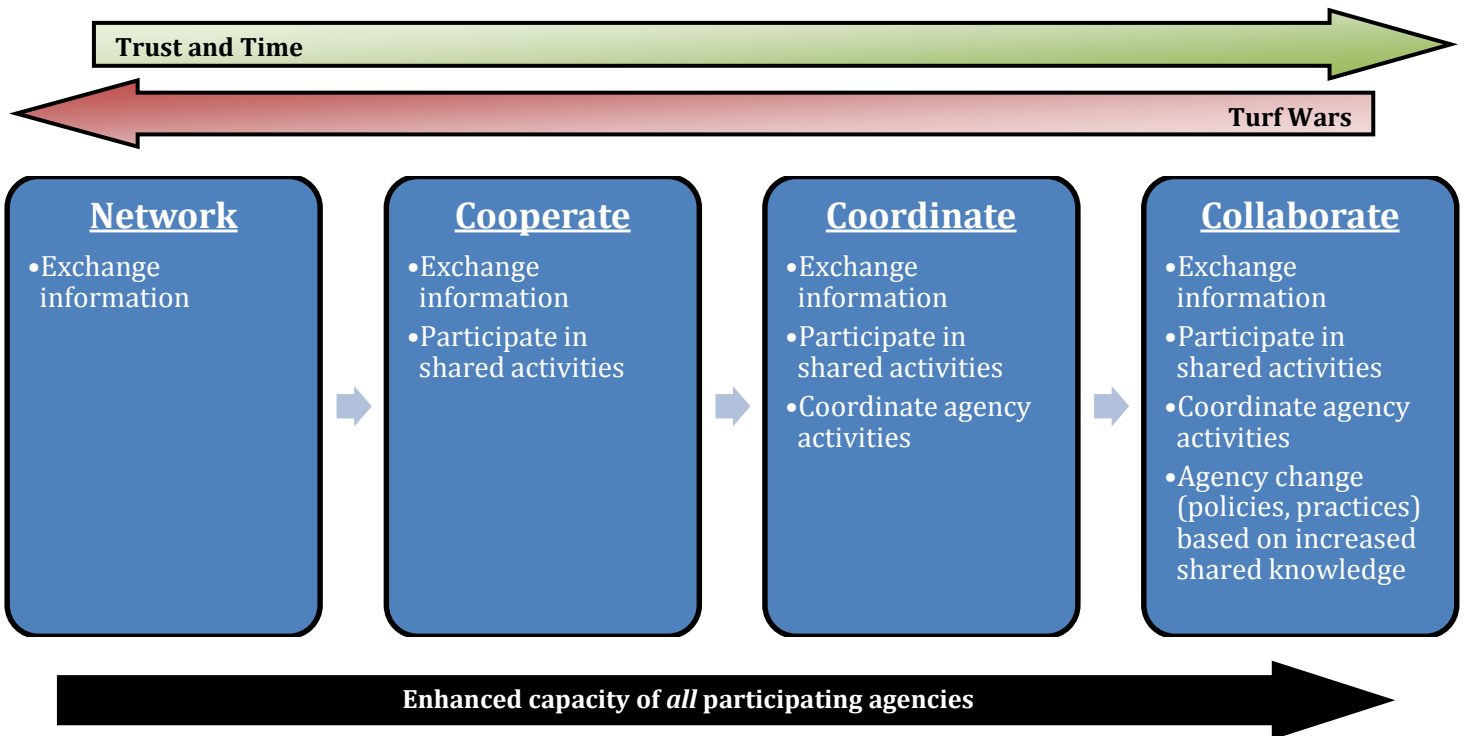 Trust and Time
Turf Wars
Network
•Exchange
information
Cooperate
•Exchange
information
•Participate in
shared activities
Coordinate
•Exchange
information
•Participate in
shared activities
•Coordinate agency
activities
Collaborate
•Exchange
information
•Participate in
shared activities
•Coordinate agency
activities
•Agency change
(policies, practices)
based on increased
shared knowledge
Enhanced capacity of all participating agencies